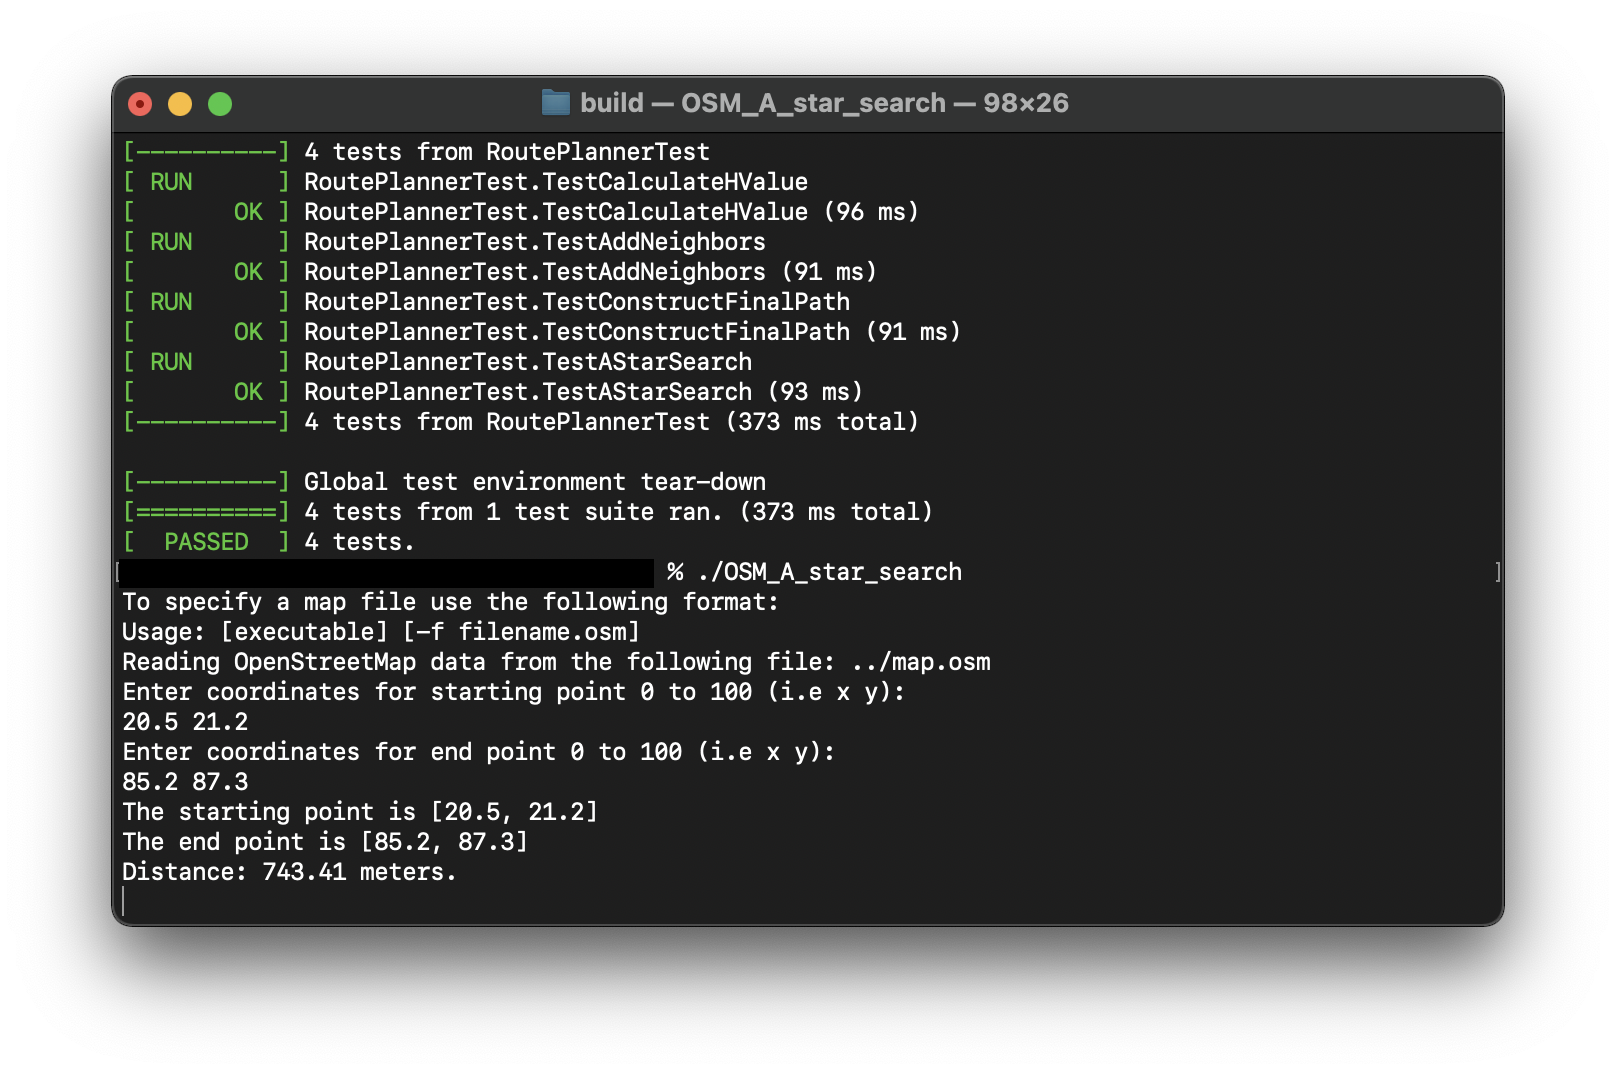 build — OSM_A_star_search — 98×26
[----------] 4 tests from RoutePlannerTest
[ RUN      ] RoutePlannerTest.TestCalculateHValue
[       OK ] RoutePlannerTest.TestCalculateHValue (96 ms)
[ RUN      ] RoutePlannerTest.TestAddNeighbors
[       OK ] RoutePlannerTest.TestAddNeighbors (91 ms)
[ RUN      ] RoutePlannerTest.TestConstructFinalPath
[       OK ] RoutePlannerTest.TestConstructFinalPath (91 ms)
[ RUN      ] RoutePlannerTest.TestAStarSearch
[       OK ] RoutePlannerTest.TestAStarSearch (93 ms)
[----------] 4 tests from RoutePlannerTest (373 ms total)

[----------] Global test environment tear-down
[==========] 4 tests from 1 test suite ran. (373 ms total)
[  PASSED  ] 4 tests.
[ % ./OSM_A_star_search ]
To specify a map file use the following format:
Usage: [executable] [-f filename.osm]
Reading OpenStreetMap data from the following file: ../map.osm
Enter coordinates for starting point 0 to 100 (i.e x y):
20.5 21.2
Enter coordinates for end point 0 to 100 (i.e x y):
85.2 87.3
The starting point is [20.5, 21.2]
The end point is [85.2, 87.3]
Distance: 743.41 meters.